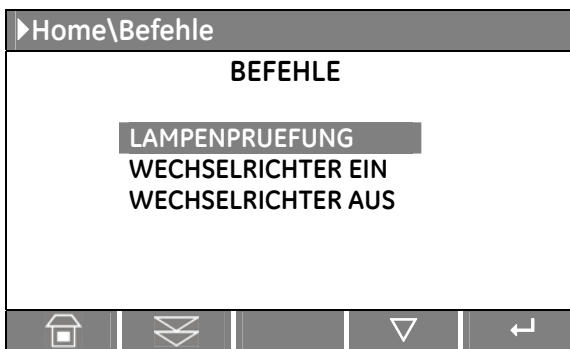 Home\Befehle
BEFEHLE
LAMPENPRUEFUNG
WECHSELRICHTER EIN
WECHSELRICHTER AUS